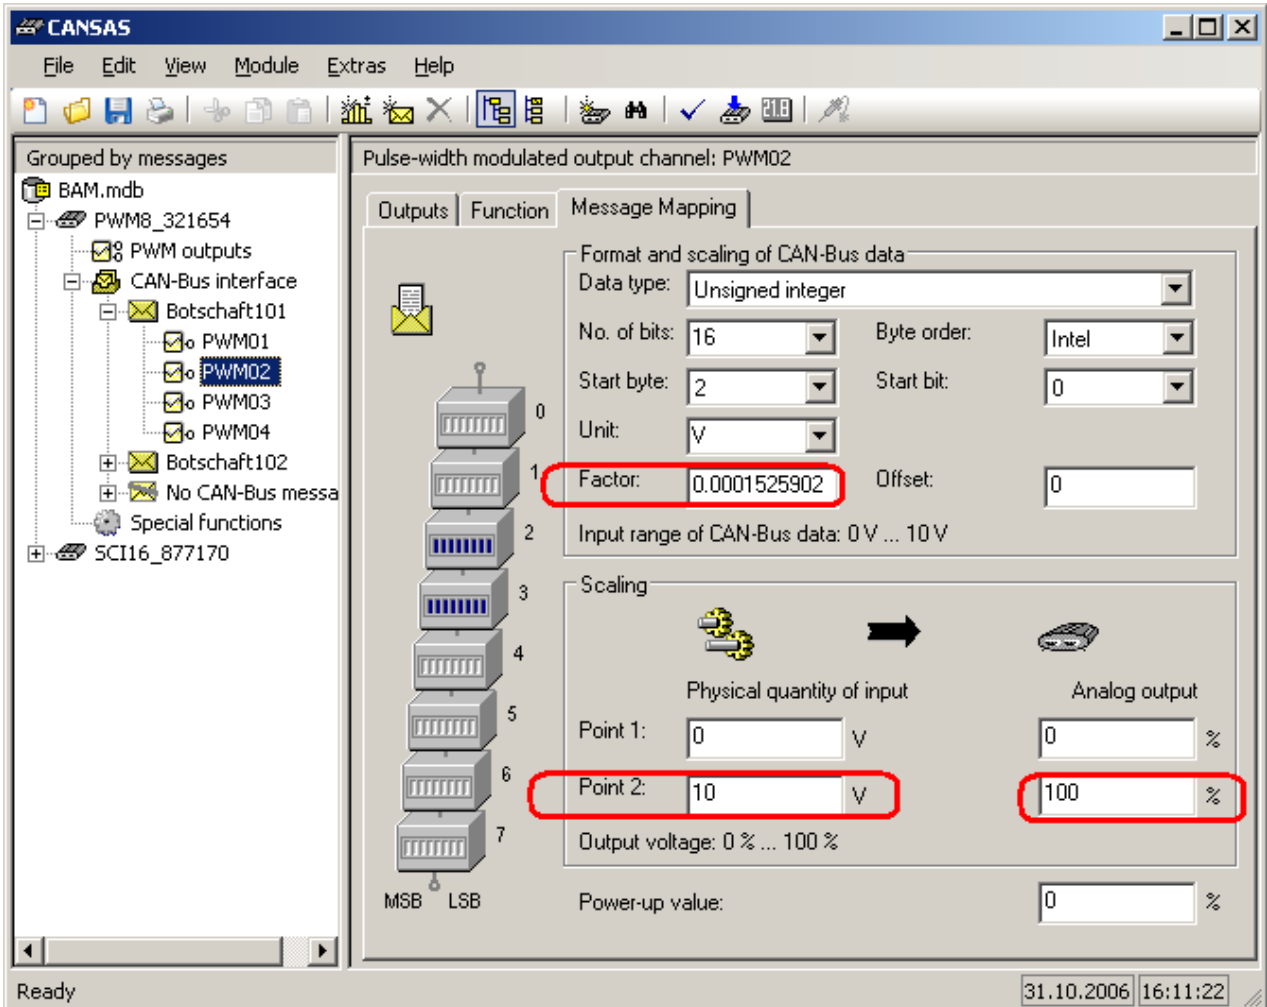 CANSAS
File Edit View Module Extras Help
Grouped by messages
BAM.mdb
PWM8_321654
PWM outputs
CAN-Bus interface
Botschaft101
PWM01
PWM02
PWM03
PWM04
Botschaft102
No CAN-Bus messa
Special functions
SCI16_877170
Pulse-width modulated output channel: PWM02
Outputs Function Message Mapping
Format and scaling of CAN-Bus data
Data type: Unsigned integer
No. of bits: 16 Byte order: Intel
Start byte: 2 Start bit: 0
Unit: V
Factor: 0.0001525902 Offset: 0
Input range of CAN-Bus data: 0 V ... 10 V
0
1
2
3
4
5
6
7
MSB LSB
Scaling
Physical quantity of input Analog output
Point 1: 0 V 0 %
Point 2: 10 V 100 %
Output voltage: 0 % ... 100 %
Power-up value: 0 %
Ready 31.10.2006 16:11:22